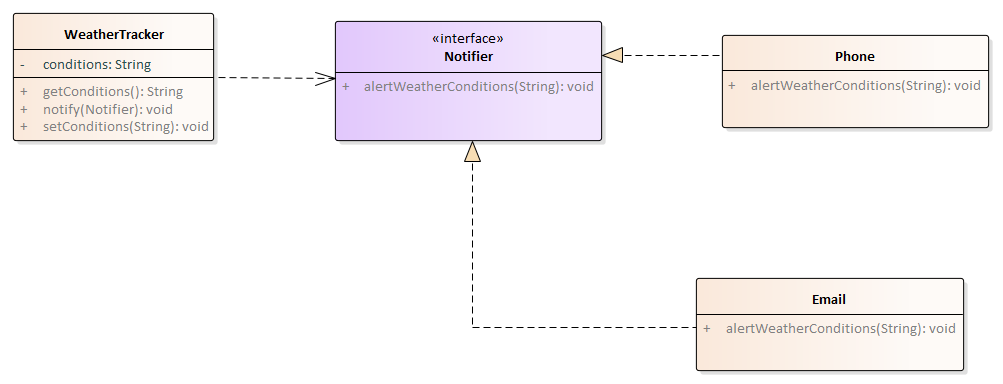 WeatherTracker
- conditions: String
+ getConditions(): String
+ notify(Notifier): void
+ setConditions(String): void
«interface»
Notifier
+ alertWeatherConditions(String): void
Phone
+ alertWeatherConditions(String): void
Email
+ alertWeatherConditions(String): void